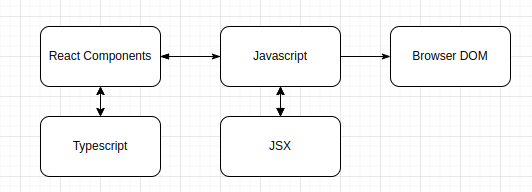 React Components
Javascript
Browser DOM
Typescript
JSX